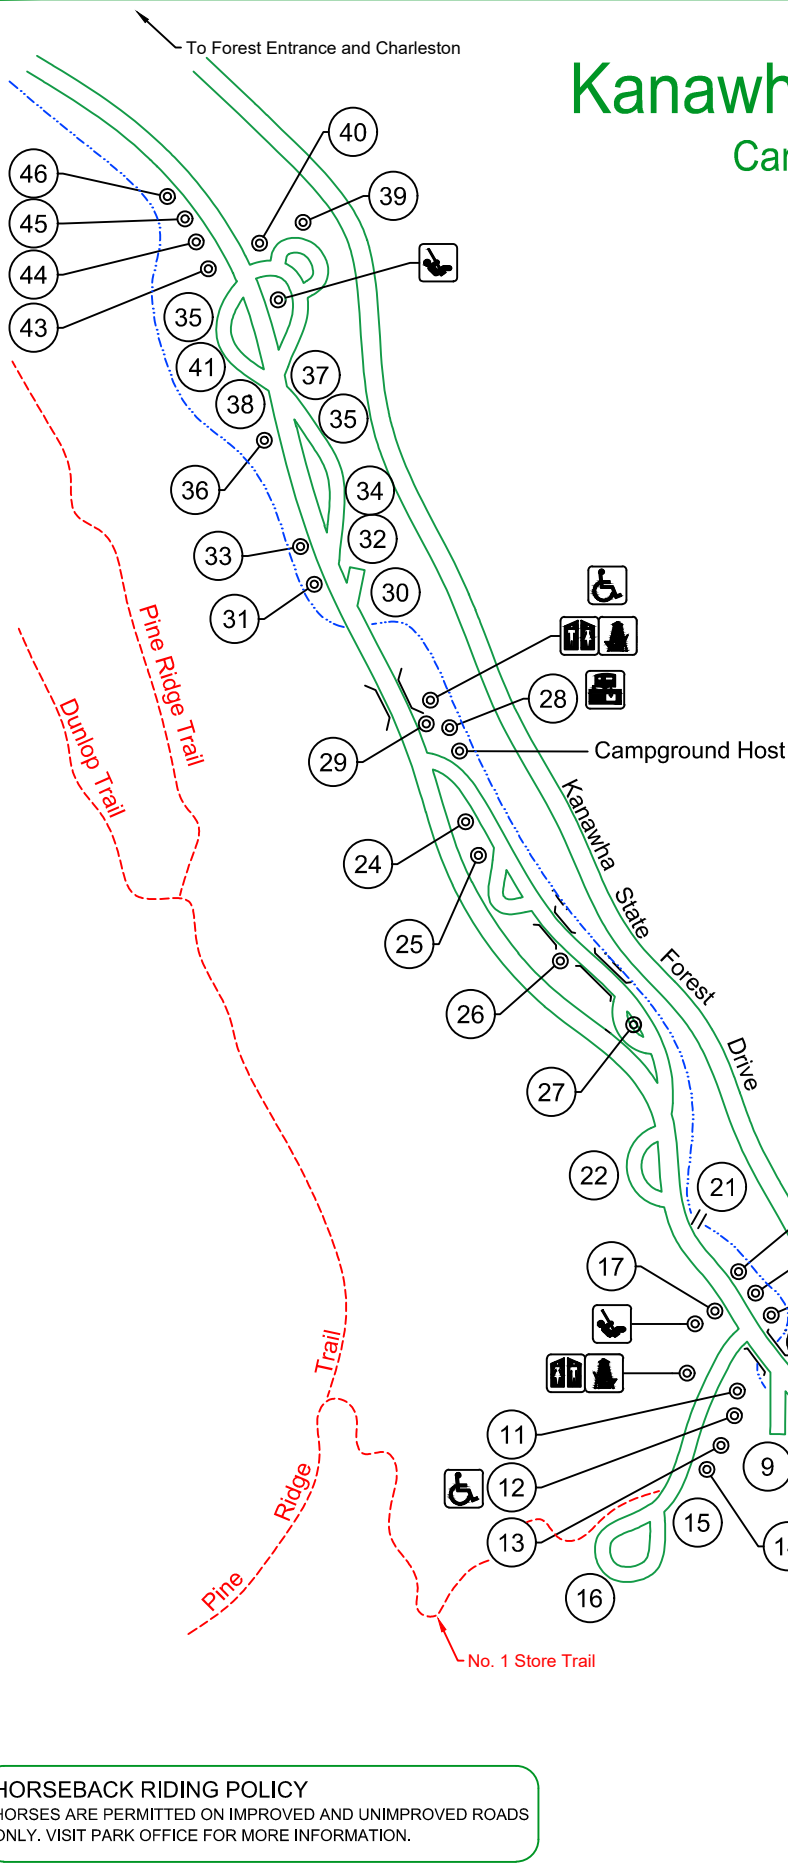 To Forest Entrance and Charleston
Kanawh
Car
40
46
39
45
44
43
35
41
37
38
35
36
34
33
32
30
31
28
29
Campground Host
Pine Ridge Trail
Dunlop Trail
24
25
Kanawha State Forest Drive
26
27
22
21
17
11
12
9
13
15
16
Pine Ridge Trail
No. 1 Store Trail
HORSEBACK RIDING POLICY
HORSES ARE PERMITTED ON IMPROVED AND UNIMPROVED ROADS
ONLY. VISIT PARK OFFICE FOR MORE INFORMATION.